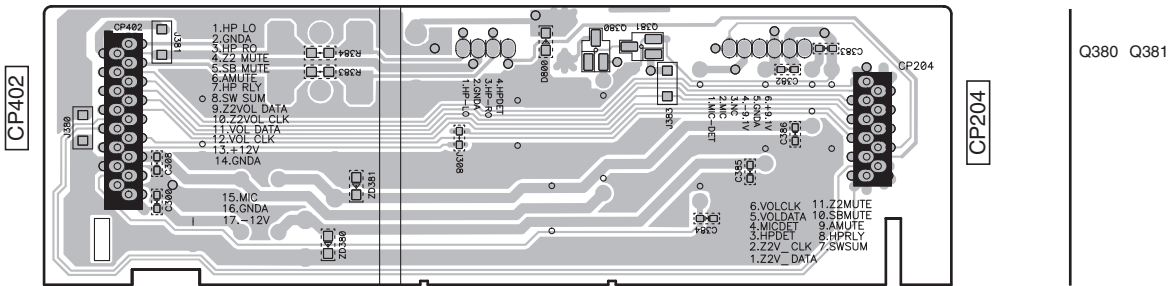 CP402
CP402
J381
1.HP LO
2.GNDA
3.HP RO
4.Z2 MUTE
5.SB MUTE
6.AMUTE
7.HP RLY
8.SW SUM
9.Z2VOL DATA
10.Z2VOL CLK
11.VOL DATA
12.VOL CLK
13.+12V
14.GNDA
15.MIC
16.GNDA
17.-12V
J380
C308
C300
R384
R383
ZD381
ZD380
4.HPDET
3.HP-RO
2.GNDA
1.HP-LO
J308
D800
Q380
Q381
J383
C383
C382
6.+9.1V
5.GNDA
4.-9.1V
3.NC
2.MIC
1.MIC-DET
C386
C385
C384
CP204
6.VOLCLK
5.VOLDATA
4.MICDET
3.HPDET
2.Z2V_CLK
1.Z2V_DATA
11.Z2MUTE
10.SBMUTE
9.AMUTE
8.HPRLY
7.SWSUM
CP204
Q380 Q381